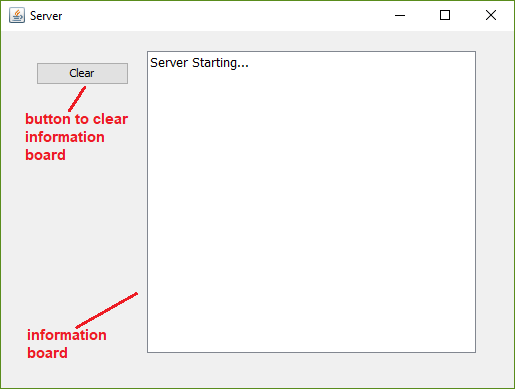 Server
Clear
Server Starting...
button to clear
information
board
information
board